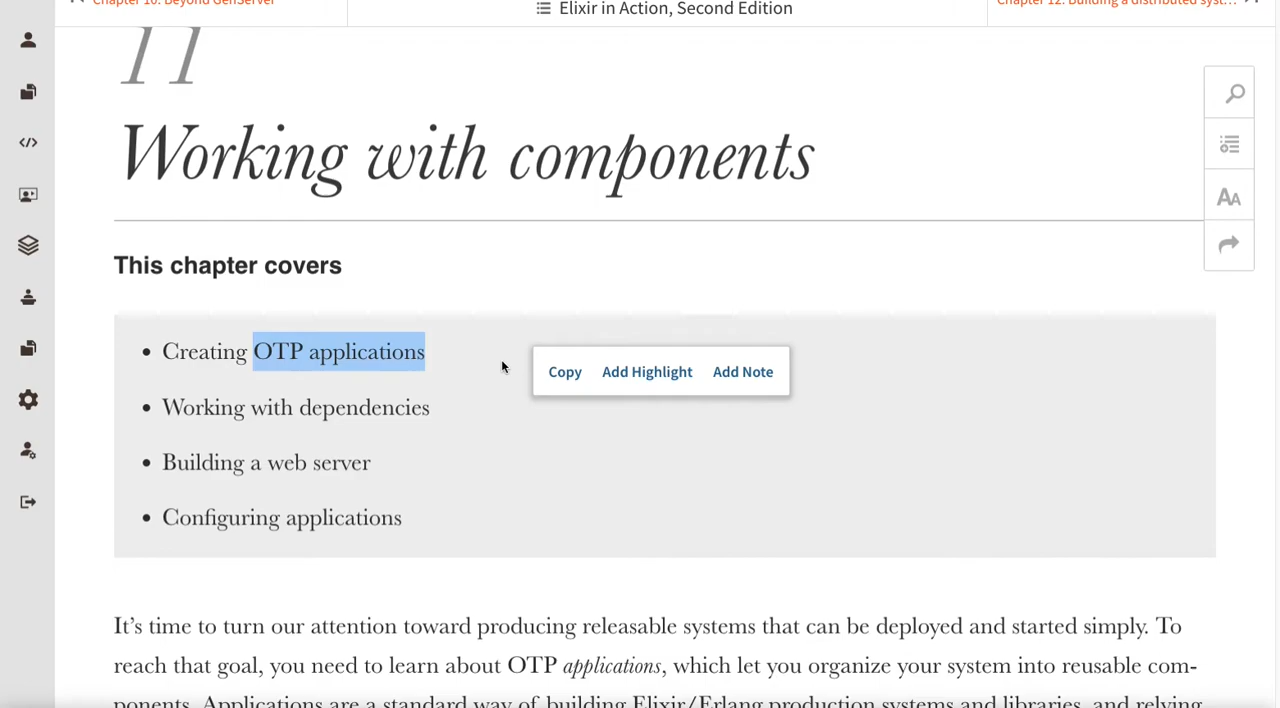 Chapter 10: Beyond GenServer
Elixir in Action, Second Edition
Chapter 12: Building a distributed syst…
11
Working with components
This chapter covers
• Creating OTP applications
Copy Add Highlight Add Note
• Working with dependencies
• Building a web server
• Configuring applications
It’s time to turn our attention toward producing releasable systems that can be deployed and started simply. To
reach that goal, you need to learn about OTP applications, which let you organize your system into reusable com-
ponents. Applications are a standard way of building Elixir/Erlang production systems and libraries, and relying